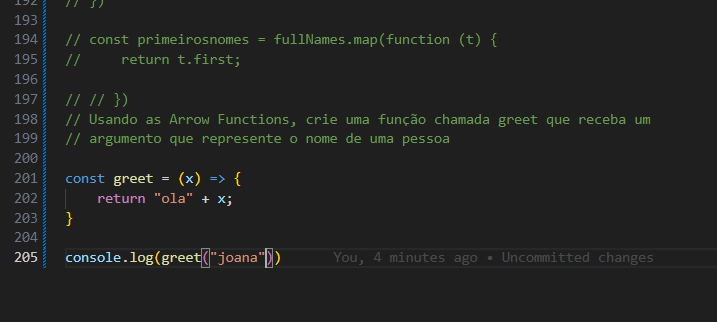 192 // })
193
194 // const primeirosnomes = fullNames.map(function (t) {
195 //     return t.first;
196
197 // // })
198 // Usando as Arrow Functions, crie uma função chamada greet que receba um
199 // argumento que represente o nome de uma pessoa
200
201 const greet = (x) => {
202     return "ola" + x;
203 }
204
205 console.log(greet("joana")) You, 4 minutes ago • Uncommitted changes